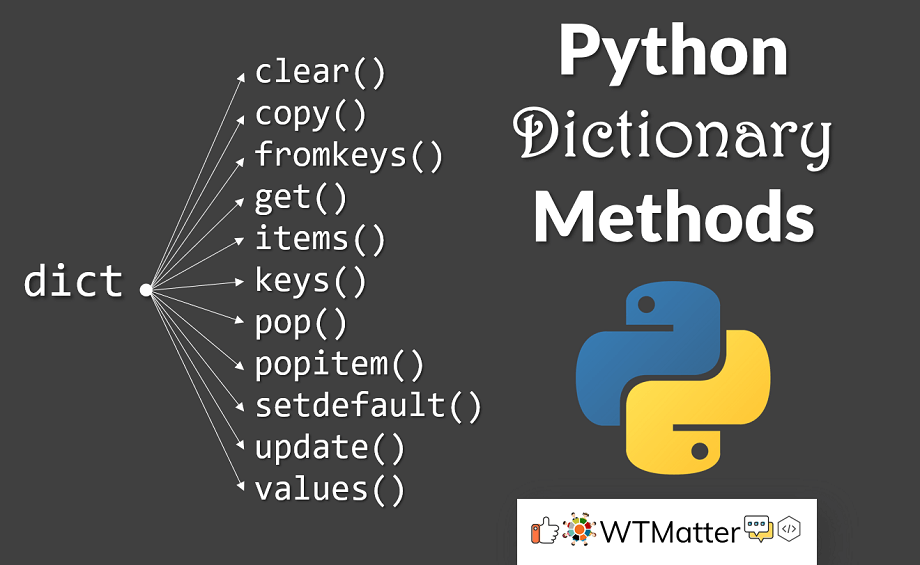 dict
clear()
copy()
fromkeys()
get()
items()
keys()
pop()
popitem()
setdefault()
update()
values()
Python
Dictionary
Methods
WTMatter
</>